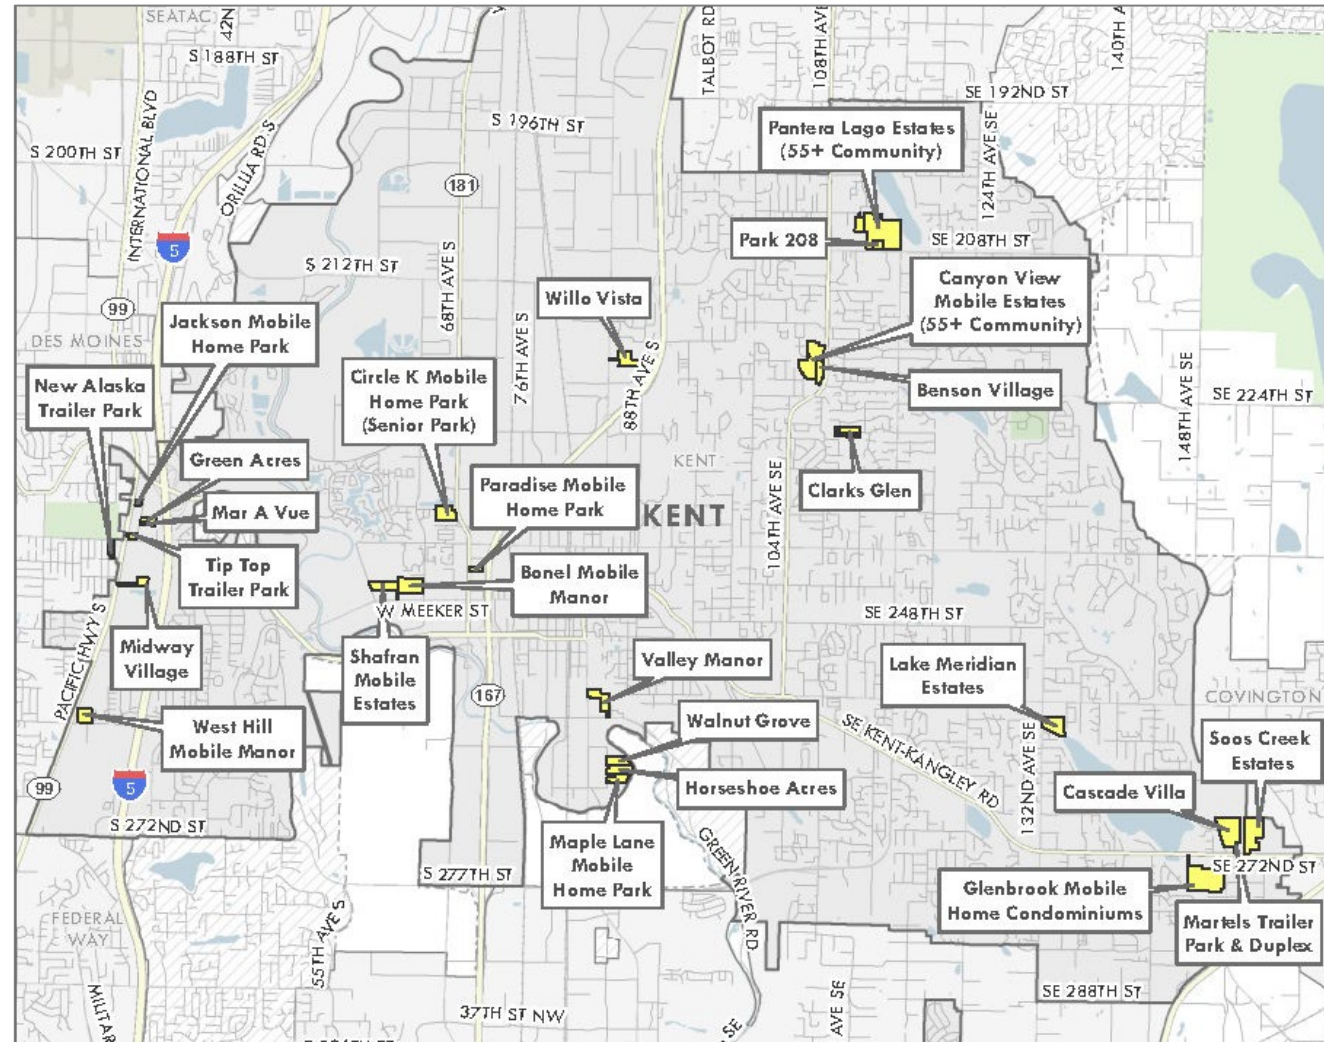 SEATAC
42N
S 188TH ST
INTERNATIONAL BLVD
ORILLIA RD S
S 200TH ST
5
99
DES MOINES
181
S 196TH ST
S 212TH ST
68TH AVE S
76TH AVE S
88TH AVE S
TALBOT RD
108TH AVE
140TH A
SE 192ND ST
124TH AVE SE
Pantera Lago Estates
(55+ Community)
Park 208
SE 208TH ST
Canyon View
Mobile Estates
(55+ Community)
Benson Village
Willo Vista
Jackson Mobile
Home Park
New Alaska
Trailer Park
Circle K Mobile
Home Park
(Senior Park)
148TH AVE SE
SE 224TH ST
Green Acres
Mar A Vue
Tip Top
Trailer Park
Paradise Mobile
Home Park
KENT
KENT
Clarks Glen
104TH AVE SE
Bonel Mobile
Manor
W MEEKER ST
SE 248TH ST
PACIFIC HWY S
Midway
Village
Shafran
Mobile
Estates
Valley Manor
Lake Meridian
Estates
COVINGTON
167
West Hill
Mobile Manor
Walnut Grove
Horseshoe Acres
SE KENT-KANGLEY RD
132ND AVE SE
Soos Creek
Estates
Cascade Villa
99
5
S 272ND ST
Maple Lane
Mobile
Home Park
GREEN RIVER RD
S 277TH ST
SE 272ND ST
Glenbrook Mobile
Home Condominiums
Martels Trailer
Park & Duplex
FEDERAL
WAY
55TH AVE S
MILITAR
37TH ST NW
SE
AVE SE
SE 288TH ST